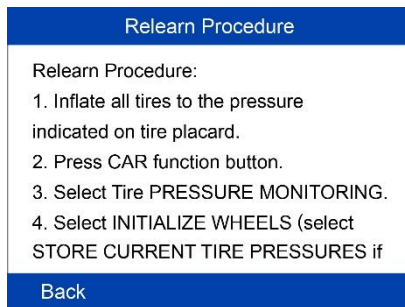 Relearn Procedure
Relearn Procedure:
1. Inflate all tires to the pressure
indicated on tire placard.
2. Press CAR function button.
3. Select Tire PRESSURE MONITORING.
4. Select INITIALIZE WHEELS (select
STORE CURRENT TIRE PRESSURES if
Back